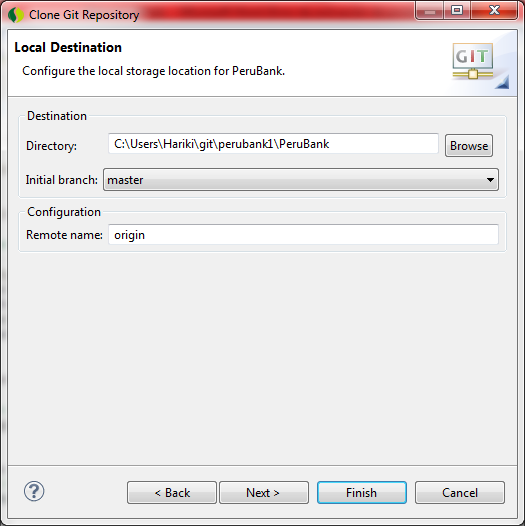 Clone Git Repository
Local Destination
Configure the local storage location for PeruBank.
GIT
Destination
Directory: C:\Users\Hariki\git\perubank1\PeruBank Browse
Initial branch: master
Configuration
Remote name: origin
? < Back Next > Finish Cancel